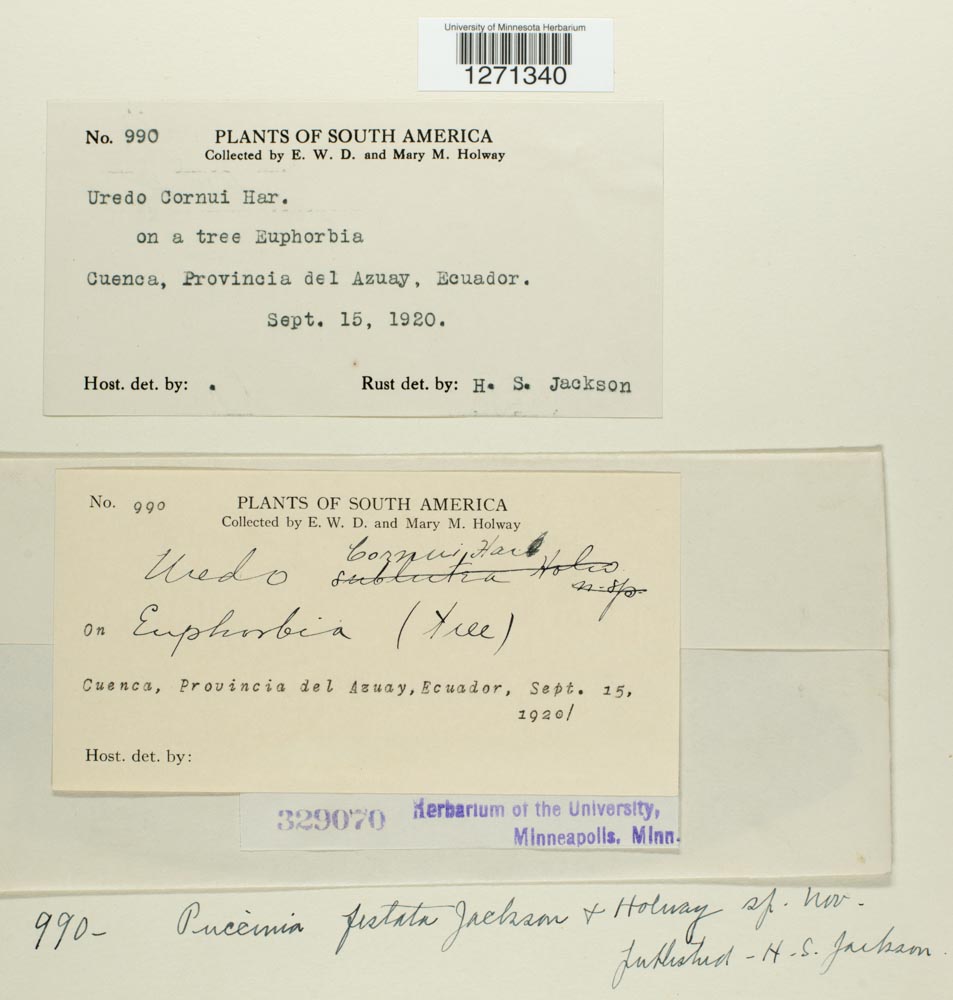 University of Minnesota Herbarium
1271340
No. 990 PLANTS OF SOUTH AMERICA
Collected by E. W. D. and Mary M. Holway
Uredo Cornui Har.
on a tree Euphorbia
Cuenca, Provincia del Azuay, Ecuador.
Sept. 15, 1920.
Host. det. by: . Rust det. by: H. S. Jackson
No. 990 PLANTS OF SOUTH AMERICA
Collected by E. W. D. and Mary M. Holway
Cornui Har
Uredo Holw
n. sp.
on Euphorbia (tree)
Cuenca, Provincia del Azuay, Ecuador, Sept. 15,
1920/
Host. det. by:
329070 Herbarium of the University,
Minneapolis, Minn.
990- Puccinia Jackson & Holway sp. nov.
published - H. S. Jackson.